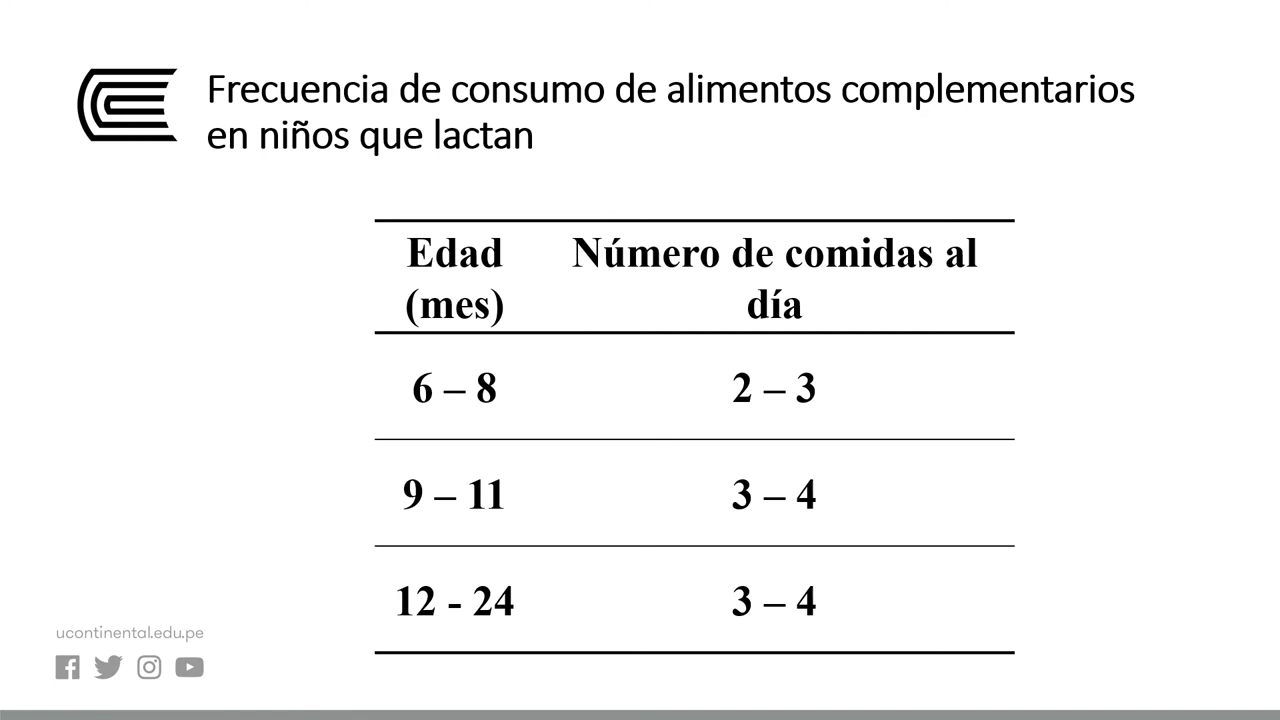 Frecuencia de consumo de alimentos complementarios
en niños que lactan
Edad
(mes)
Número de comidas al
día
6 – 8
2 – 3
9 – 11
3 – 4
12 - 24
3 – 4
ucontinental.edu.pe